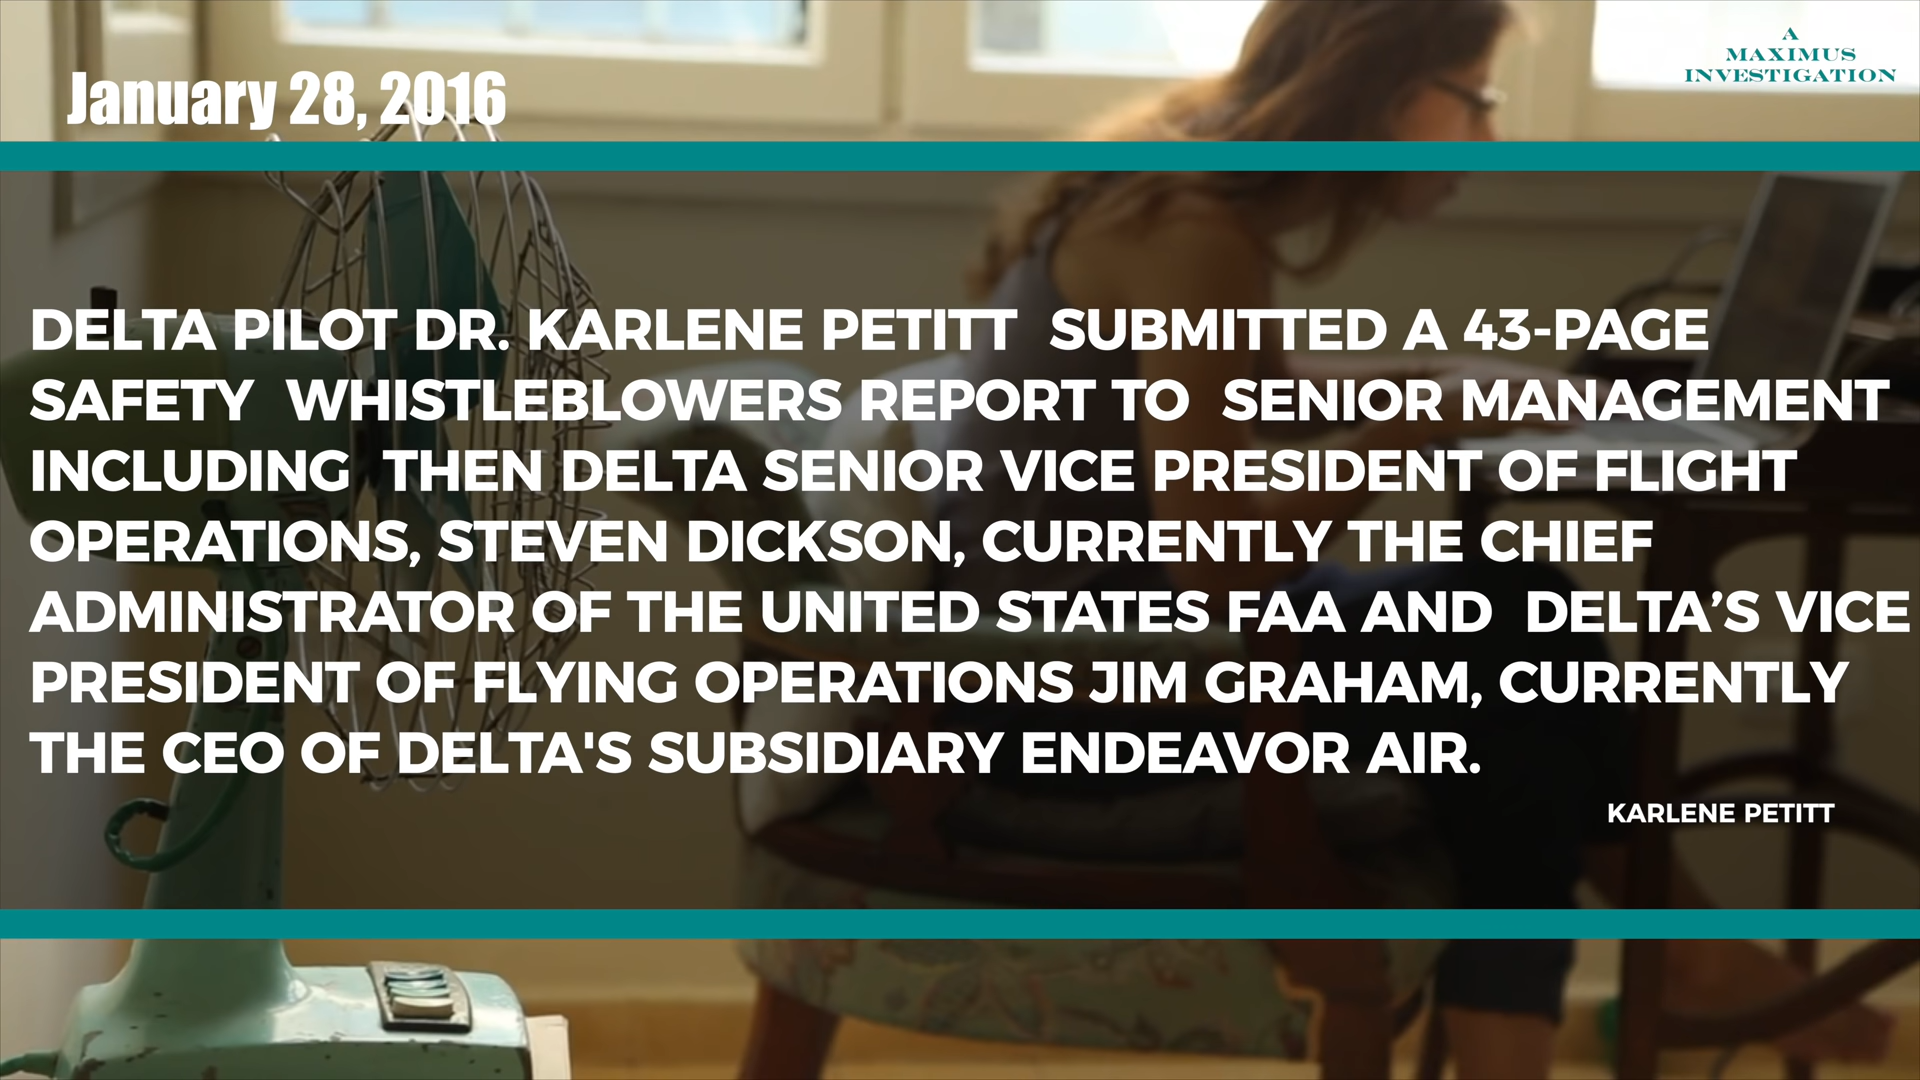 January 28, 2016
A
MAXIMUS
INVESTIGATION
DELTA PILOT DR. KARLENE PETITT SUBMITTED A 43-PAGE
SAFETY WHISTLEBLOWERS REPORT TO SENIOR MANAGEMENT
INCLUDING THEN DELTA SENIOR VICE PRESIDENT OF FLIGHT
OPERATIONS, STEVEN DICKSON, CURRENTLY THE CHIEF
ADMINISTRATOR OF THE UNITED STATES FAA AND DELTA’S VICE
PRESIDENT OF FLYING OPERATIONS JIM GRAHAM, CURRENTLY
THE CEO OF DELTA'S SUBSIDIARY ENDEAVOR AIR.
KARLENE PETITT